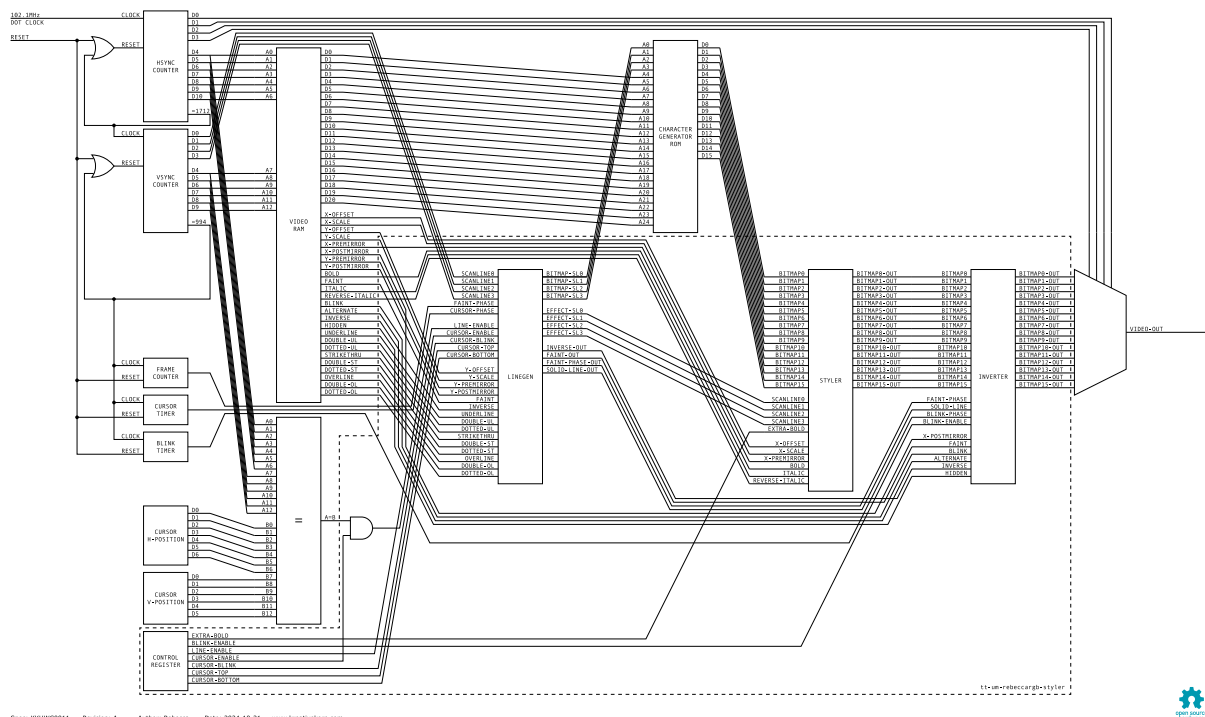 102.1MHz
DOT CLOCK
RESET
CLOCK
RESET
HSYNC
COUNTER
D0
D1
D2
D3
D4
D5
D6
D7
D8
D9
D10
=1712
CLOCK
RESET
VSYNC
COUNTER
D0
D1
D2
D3
D4
D5
D6
D7
D8
D9
=994
CLOCK
RESET
FRAME
COUNTER
CLOCK
RESET
CURSOR
TIMER
CLOCK
RESET
BLINK
TIMER
CURSOR
H-POSITION
D0
D1
D2
D3
D4
D5
D6
CURSOR
V-POSITION
D0
D1
D2
D3
D4
D5
CONTROL
REGISTER
EXTRA-BOLD
BLINK-ENABLE
LINE-ENABLE
CURSOR-ENABLE
CURSOR-BLINK
CURSOR-TOP
CURSOR-BOTTOM
A0
A1
A2
A3
A4
A5
A6
A7
A8
A9
A10
A11
A12
VIDEO
RAM
D0
D1
D2
D3
D4
D5
D6
D7
D8
D9
D10
D11
D12
D13
D14
D15
D16
D17
D18
D19
D20
X-OFFSET
X-SCALE
Y-OFFSET
Y-SCALE
X-PREMIRROR
X-POSTMIRROR
Y-PREMIRROR
Y-POSTMIRROR
BOLD
FAINT
ITALIC
REVERSE-ITALIC
BLINK
ALTERNATE
INVERSE
HIDDEN
UNDERLINE
DOUBLE-UL
DOTTED-UL
STRIKETHRU
DOUBLE-ST
DOTTED-ST
OVERLINE
DOUBLE-OL
DOTTED-OL
A0
A1
A2
A3
A4
A5
A6
A7
A8
A9
A10
A11
A12
B0
B1
B2
B3
B4
B5
B6
B7
B8
B9
B10
B11
B12
=
A=B
SCANLINE0
SCANLINE1
SCANLINE2
SCANLINE3
FAINT-PHASE
CURSOR-PHASE
LINE-ENABLE
CURSOR-ENABLE
CURSOR-BLINK
CURSOR-TOP
CURSOR-BOTTOM
Y-OFFSET
Y-SCALE
Y-PREMIRROR
Y-POSTMIRROR
FAINT
INVERSE
UNDERLINE
DOUBLE-UL
DOTTED-UL
STRIKETHRU
DOUBLE-ST
DOTTED-ST
OVERLINE
DOUBLE-OL
DOTTED-OL
LINEGEN
BITMAP-SL0
BITMAP-SL1
BITMAP-SL2
BITMAP-SL3
EFFECT-SL0
EFFECT-SL1
EFFECT-SL2
EFFECT-SL3
INVERSE-OUT
FAINT-OUT
FAINT-PHASE-OUT
SOLID-LINE-OUT
A0
A1
A2
A3
A4
A5
A6
A7
A8
A9
A10
A11
A12
A13
A14
A15
A16
A17
A18
A19
A20
A21
A22
A23
A24
CHARACTER
GENERATOR
ROM
D0
D1
D2
D3
D4
D5
D6
D7
D8
D9
D10
D11
D12
D13
D14
D15
BITMAP0
BITMAP1
BITMAP2
BITMAP3
BITMAP4
BITMAP5
BITMAP6
BITMAP7
BITMAP8
BITMAP9
BITMAP10
BITMAP11
BITMAP12
BITMAP13
BITMAP14
BITMAP15
SCANLINE0
SCANLINE1
SCANLINE2
SCANLINE3
EXTRA-BOLD
X-OFFSET
X-SCALE
X-PREMIRROR
BOLD
ITALIC
REVERSE-ITALIC
STYLER
BITMAP0-OUT
BITMAP1-OUT
BITMAP2-OUT
BITMAP3-OUT
BITMAP4-OUT
BITMAP5-OUT
BITMAP6-OUT
BITMAP7-OUT
BITMAP8-OUT
BITMAP9-OUT
BITMAP10-OUT
BITMAP11-OUT
BITMAP12-OUT
BITMAP13-OUT
BITMAP14-OUT
BITMAP15-OUT
BITMAP0
BITMAP1
BITMAP2
BITMAP3
BITMAP4
BITMAP5
BITMAP6
BITMAP7
BITMAP8
BITMAP9
BITMAP10
BITMAP11
BITMAP12
BITMAP13
BITMAP14
BITMAP15
FAINT-PHASE
SOLID-LINE
BLINK-PHASE
BLINK-ENABLE
X-POSTMIRROR
FAINT
BLINK
ALTERNATE
INVERSE
HIDDEN
INVERTER
BITMAP0-OUT
BITMAP1-OUT
BITMAP2-OUT
BITMAP3-OUT
BITMAP4-OUT
BITMAP5-OUT
BITMAP6-OUT
BITMAP7-OUT
BITMAP8-OUT
BITMAP9-OUT
BITMAP10-OUT
BITMAP11-OUT
BITMAP12-OUT
BITMAP13-OUT
BITMAP14-OUT
BITMAP15-OUT
VIDEO-OUT
tt-um-rebeccargb-styler
open source